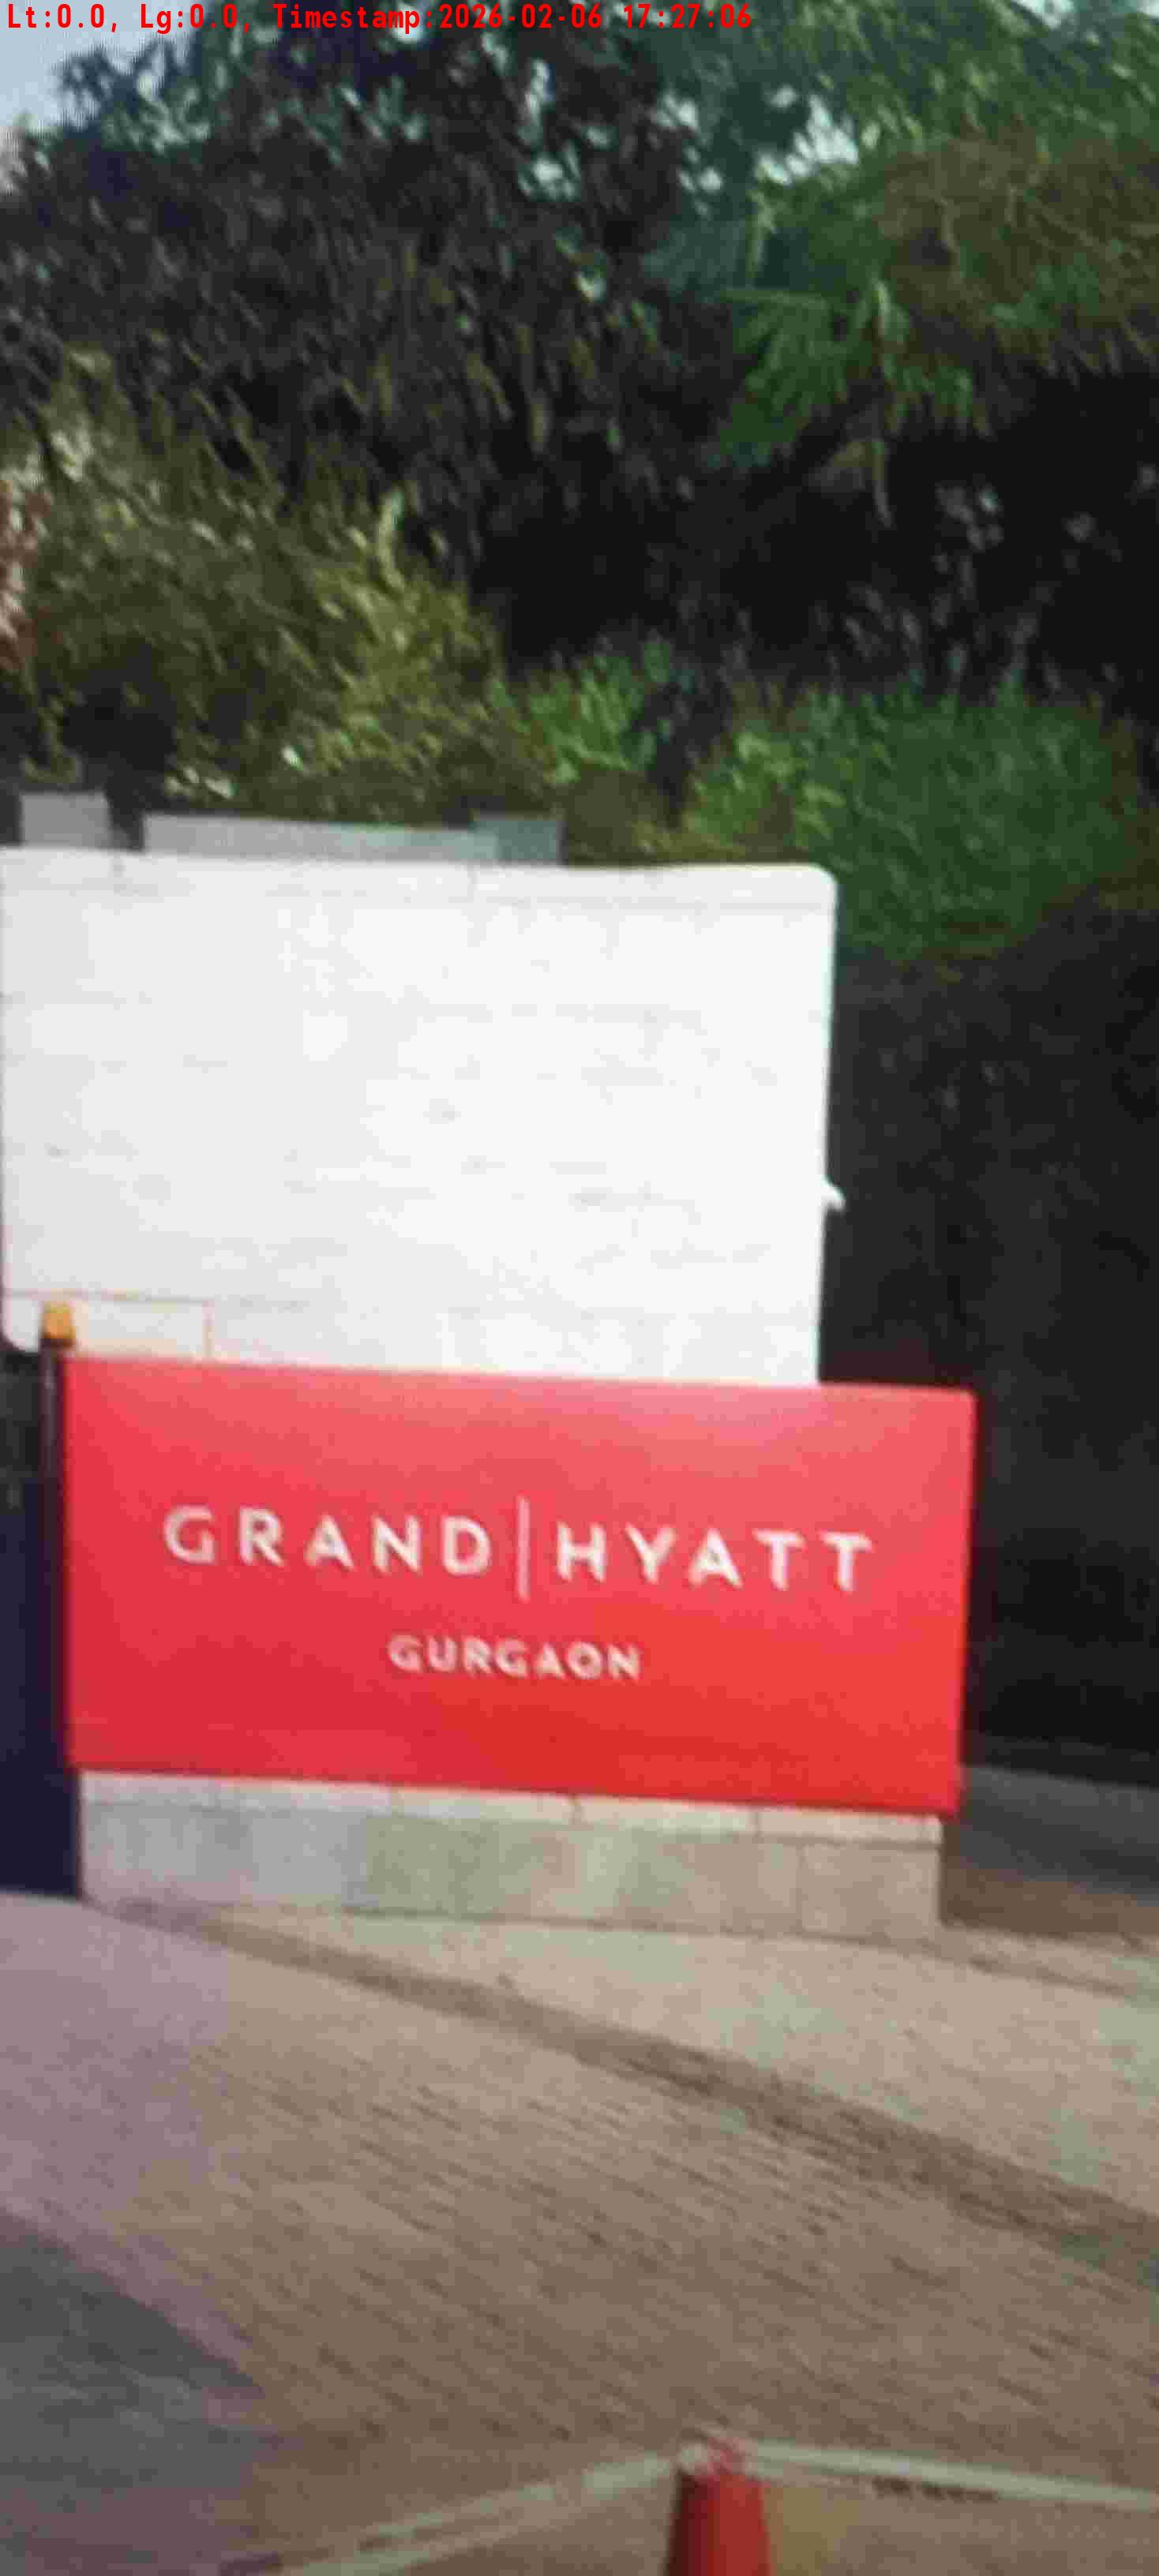 Lt:0.0, Lg:0.0, Timestamp:2026-02-06 17:27:06
GRAND | HYATT
GURGAON